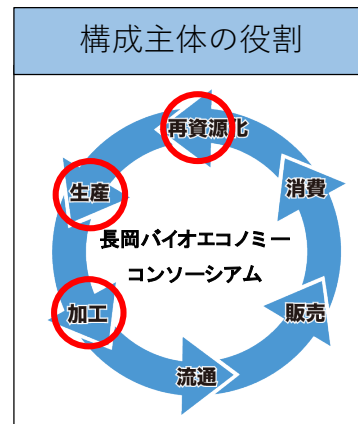 構成主体の役割
再資源化
生産
消費
長岡バイオエコノミー
コンソーシアム
加工
販売
流通